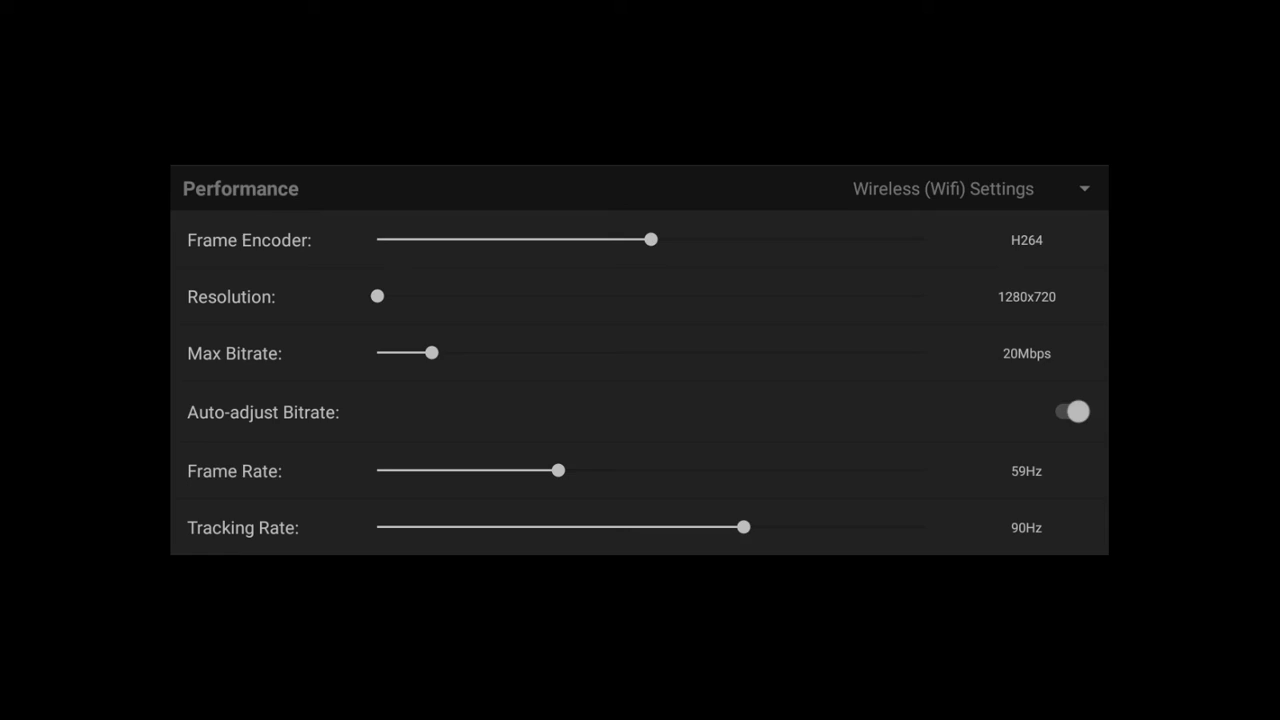 Performance Wireless (Wifi) Settings
Frame Encoder: H264
Resolution: 1280x720
Max Bitrate: 20Mbps
Auto-adjust Bitrate:
Frame Rate: 59Hz
Tracking Rate: 90Hz